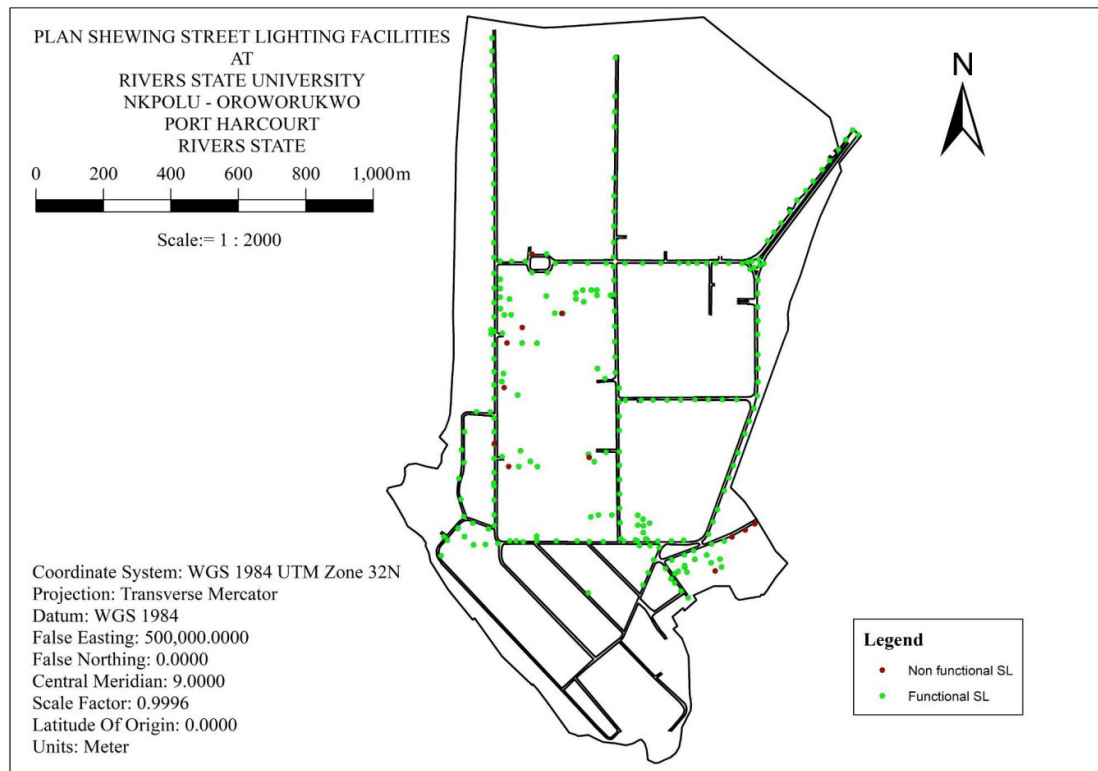 PLAN SHEWING STREET LIGHTING FACILITIES
AT
RIVERS STATE UNIVERSITY
NKPOLU - OROWORUKWO
PORT HARCOURT
RIVERS STATE
0 200 400 600 800 1,000m
Scale:= 1 : 2000
N
Coordinate System: WGS 1984 UTM Zone 32N
Projection: Transverse Mercator
Datum: WGS 1984
False Easting: 500,000.0000
False Northing: 0.0000
Central Meridian: 9.0000
Scale Factor: 0.9996
Latitude Of Origin: 0.0000
Units: Meter
Legend
Non functional SL
Functional SL